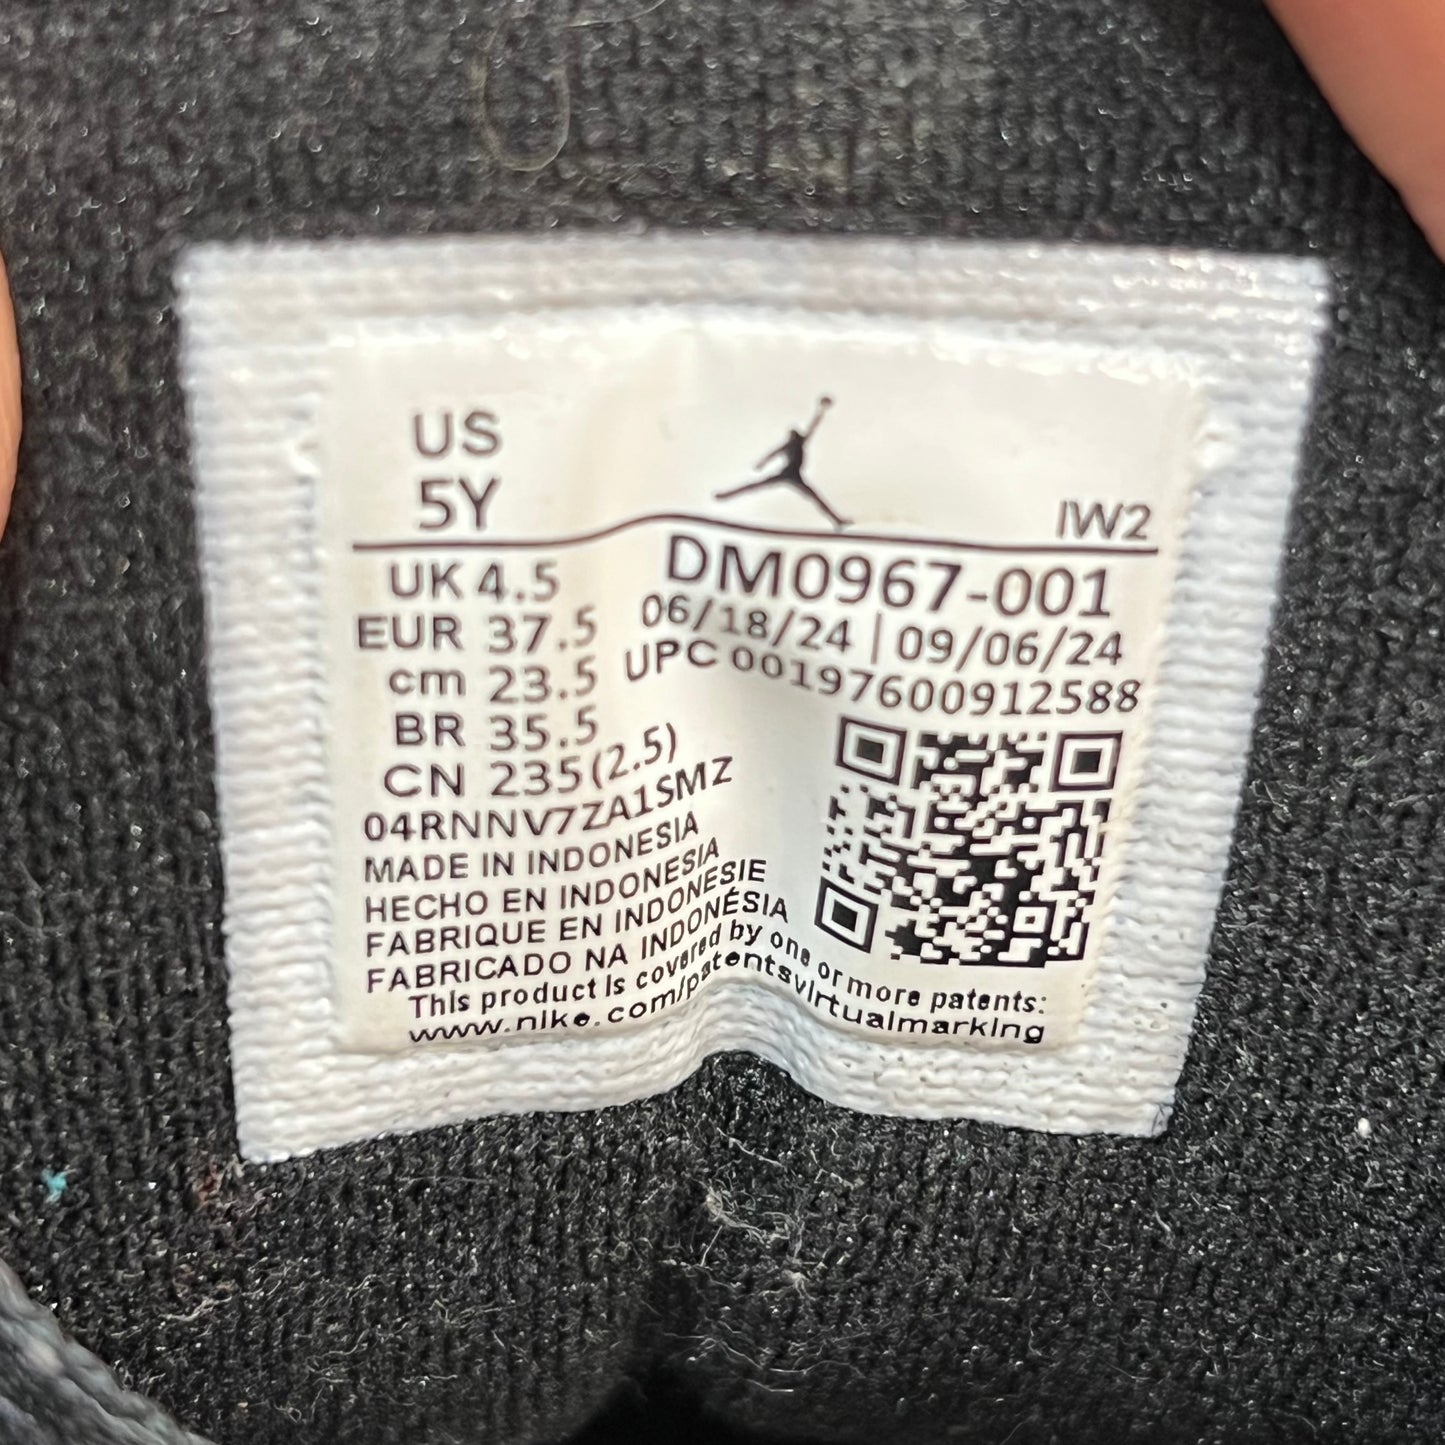 US
5Y
IW2
UK 4.5
EUR 37.5
cm 23.5
BR 35.5
CN 235(2.5)
04RNNV7ZA1SMZ
MADE IN INDONESIA
HECHO EN INDONESIA
FABRIQUE EN INDONESIE
FABRICADO NA INDONÉSIA
DM0967-001
06/18/24 | 09/06/24
UPC 00197600912588
This product is covered by one or more patents:
www.nike.com/patentsvirtualmarking